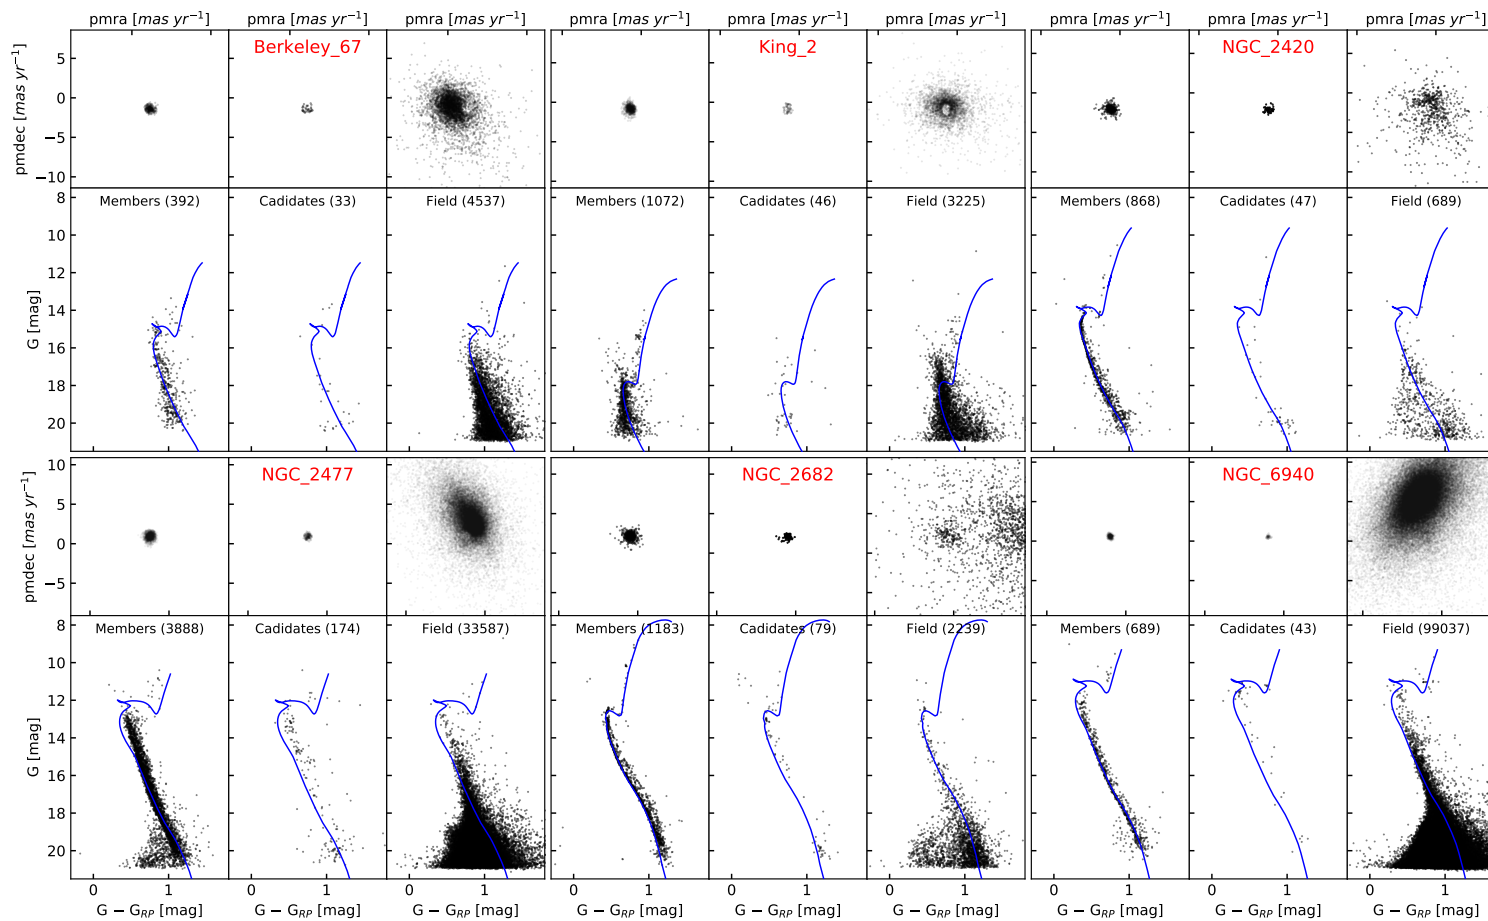 pmra [mas yr⁻¹] pmra [mas yr⁻¹] pmra [mas yr⁻¹] pmra [mas yr⁻¹] pmra [mas yr⁻¹] pmra [mas yr⁻¹] pmra [mas yr⁻¹] pmra [mas yr⁻¹] pmra [mas yr⁻¹]
Berkeley_67 King_2 NGC_2420
5
0
−5
−10
pmdec [mas yr⁻¹]
Members (392) Cadidates (33) Field (4537) Members (1072) Cadidates (46) Field (3225) Members (868) Cadidates (47) Field (689)
8
10
12
14
16
18
20
G [mag]
NGC_2477 NGC_2682 NGC_6940
10
5
0
−5
pmdec [mas yr⁻¹]
Members (3888) Cadidates (174) Field (33587) Members (1183) Cadidates (79) Field (2239) Members (689) Cadidates (43) Field (99037)
8
10
12
14
16
18
20
G [mag]
0 1 0 1 0 1 0 1 0 1 0 1 0 1 0 1 0 1
G − G_RP [mag] G − G_RP [mag] G − G_RP [mag] G − G_RP [mag] G − G_RP [mag] G − G_RP [mag] G − G_RP [mag] G − G_RP [mag] G − G_RP [mag]